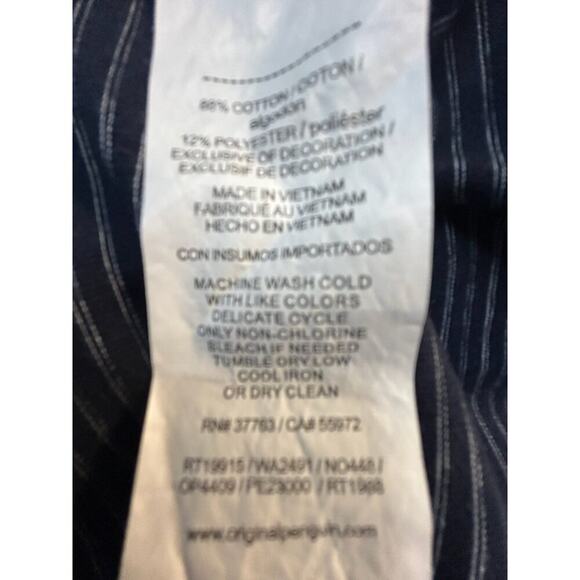 88% COTTON / COTON /
algodón
12% POLYESTER / poliéster
EXCLUSIVE OF DECORATION /
EXCLUSIF DE DECORATION
MADE IN VIETNAM
FABRIQUÉ AU VIETNAM
HECHO EN VIETNAM
CON INSUMOS IMPORTADOS
MACHINE WASH COLD
WITH LIKE COLORS
DELICATE CYCLE
ONLY NON-CHLORINE
BLEACH IF NEEDED
TUMBLE DRY LOW
COOL IRON
OR DRY CLEAN
RN# 37763 / CA# 55972
RT19915 / WA2491 / NO448 /
OP4409 / PE23000 / RT1988
www.originalpenguin.com